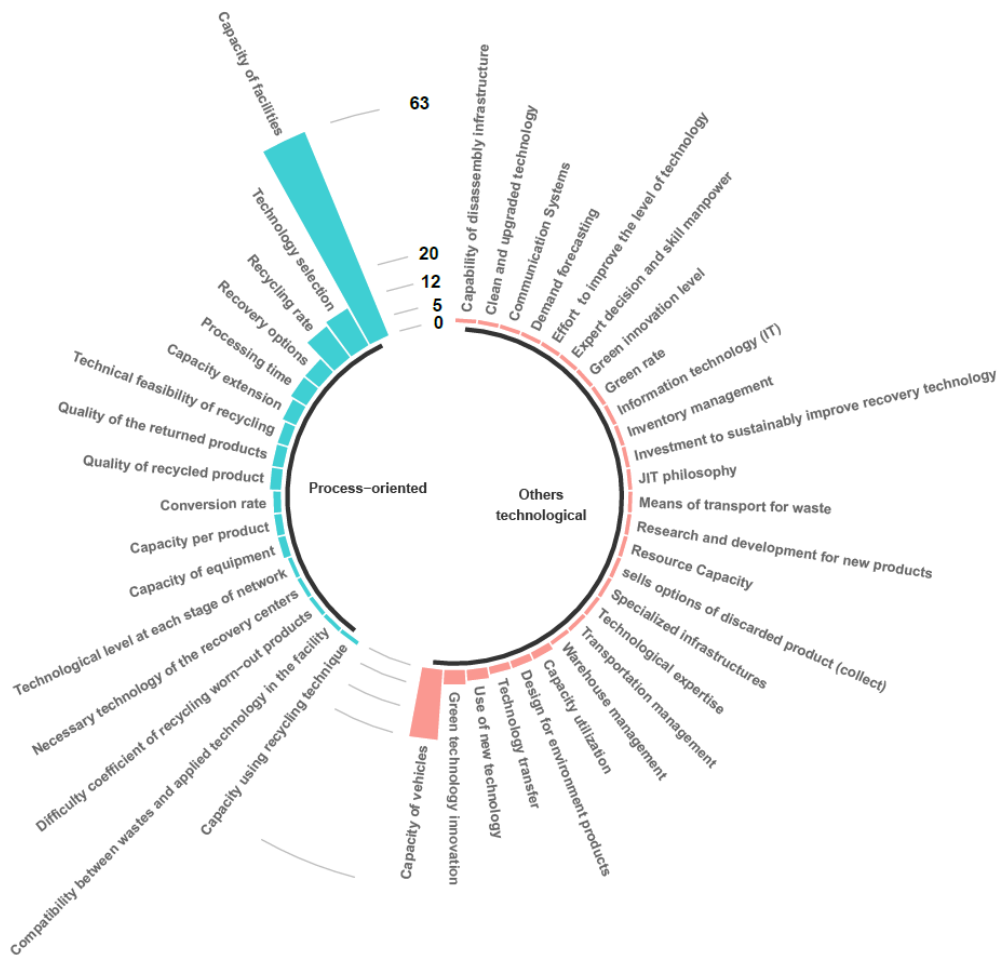 Capacity of facilities
Technology selection
Recycling rate
Recovery options
Processing time
Capacity extension
Technical feasibility of recycling
Quality of the returned products
Quality of recycled product
Conversion rate
Capacity per product
Capacity of equipment
Technological level at each stage of network
Necessary technology of the recovery centers
Difficulty coefficient of recycling worn−out products
Compatibility between wastes and applied technology in the facility
Capacity using recycling technique
63
20
12
5
0
Process−oriented
Others
technological
Capability of disassembly infrastructure
Clean and upgraded technology
Communication Systems
Demand forecasting
Effort to improve the level of technology
Expert decision and skill manpower
Green innovation level
Green rate
Information technology (IT)
Inventory management
Investment to sustainably improve recovery technology
JIT philosophy
Means of transport for waste
Research and development for new products
Resource Capacity
sells options of discarded product (collect)
Specialized infrastructures
Technological expertise
Transportation management
Warehouse management
Capacity utilization
Design for environment products
Technology transfer
Use of new technology
Green technology innovation
Capacity of vehicles